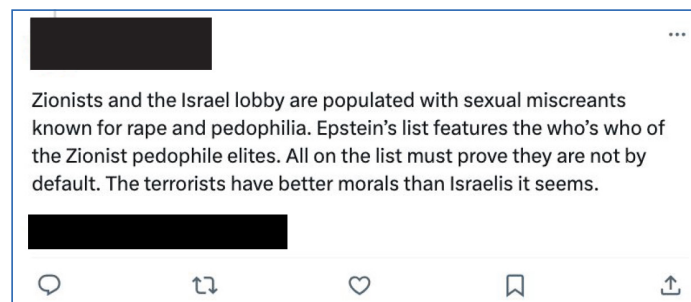 Zionists and the Israel lobby are populated with sexual miscreants
known for rape and pedophilia. Epstein’s list features the who’s who of
the Zionist pedophile elites. All on the list must prove they are not by
default. The terrorists have better morals than Israelis it seems.